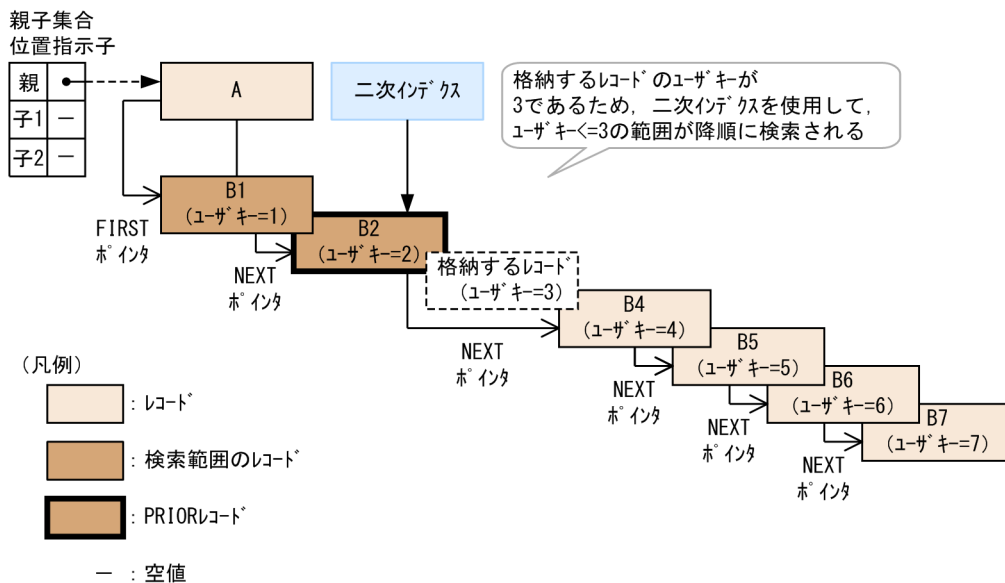 親子集合
位置指示子
親
子1 －
子2 －
A
二次ｲﾝﾃﾞｸｽ
格納するﾚｺｰﾄﾞのﾕｰｻﾞｷｰが
3であるため，二次ｲﾝﾃﾞｸｽを使用して，
ﾕｰｻﾞｷｰ<=3の範囲が降順に検索される
B1
(ﾕｰｻﾞｷｰ=1)
FIRST
ﾎﾟｲﾝﾀ
B2
(ﾕｰｻﾞｷｰ=2)
NEXT
ﾎﾟｲﾝﾀ
格納するﾚｺｰﾄﾞ
(ﾕｰｻﾞｷｰ=3)
B4
(ﾕｰｻﾞｷｰ=4)
NEXT
ﾎﾟｲﾝﾀ
B5
(ﾕｰｻﾞｷｰ=5)
NEXT
ﾎﾟｲﾝﾀ
B6
(ﾕｰｻﾞｷｰ=6)
NEXT
ﾎﾟｲﾝﾀ
B7
(ﾕｰｻﾞｷｰ=7)
NEXT
ﾎﾟｲﾝﾀ
(凡例)
：ﾚｺｰﾄﾞ
：検索範囲のﾚｺｰﾄﾞ
：PRIORﾚｺｰﾄﾞ
－ ：空値